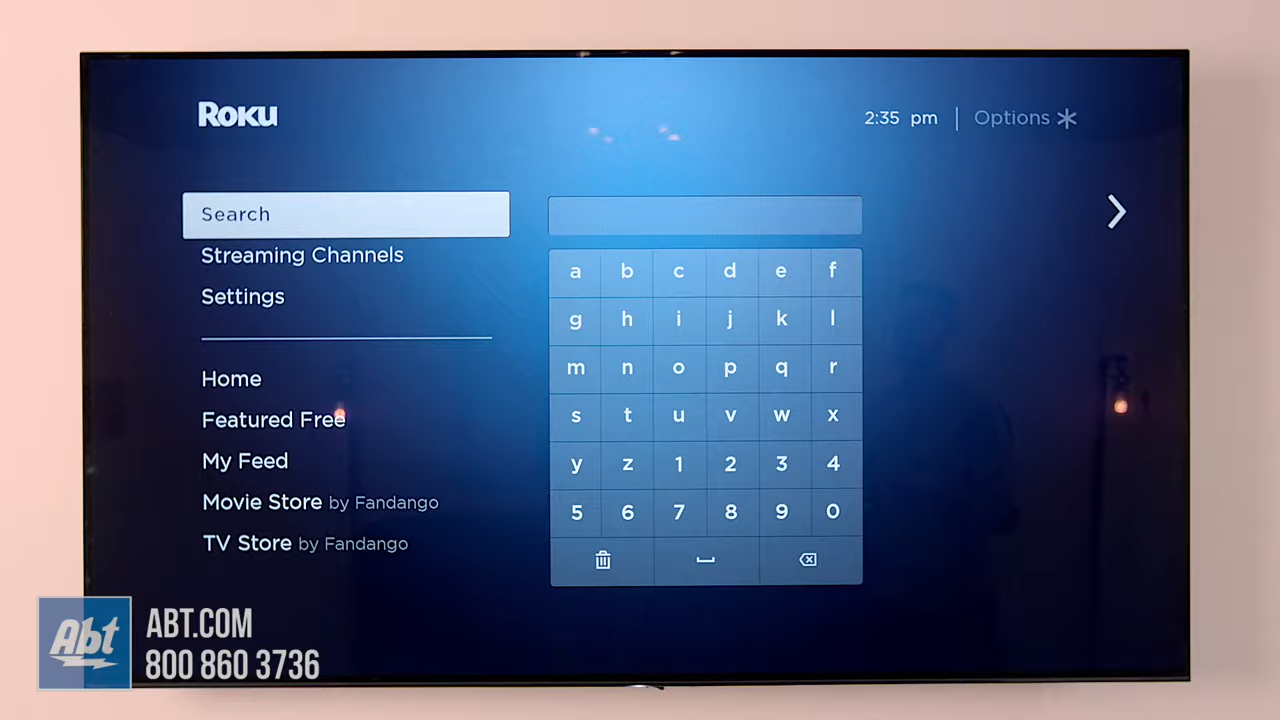 Roku
2:35 pm | Options
Search
Streaming Channels
Settings
Home
Featured Free
My Feed
Movie Store by Fandango
TV Store by Fandango
a b c d e f
g h i j k l
m n o p q r
s t u v w x
y z 1 2 3 4
5 6 7 8 9 0
Abt
ABT.COM
800 860 3736